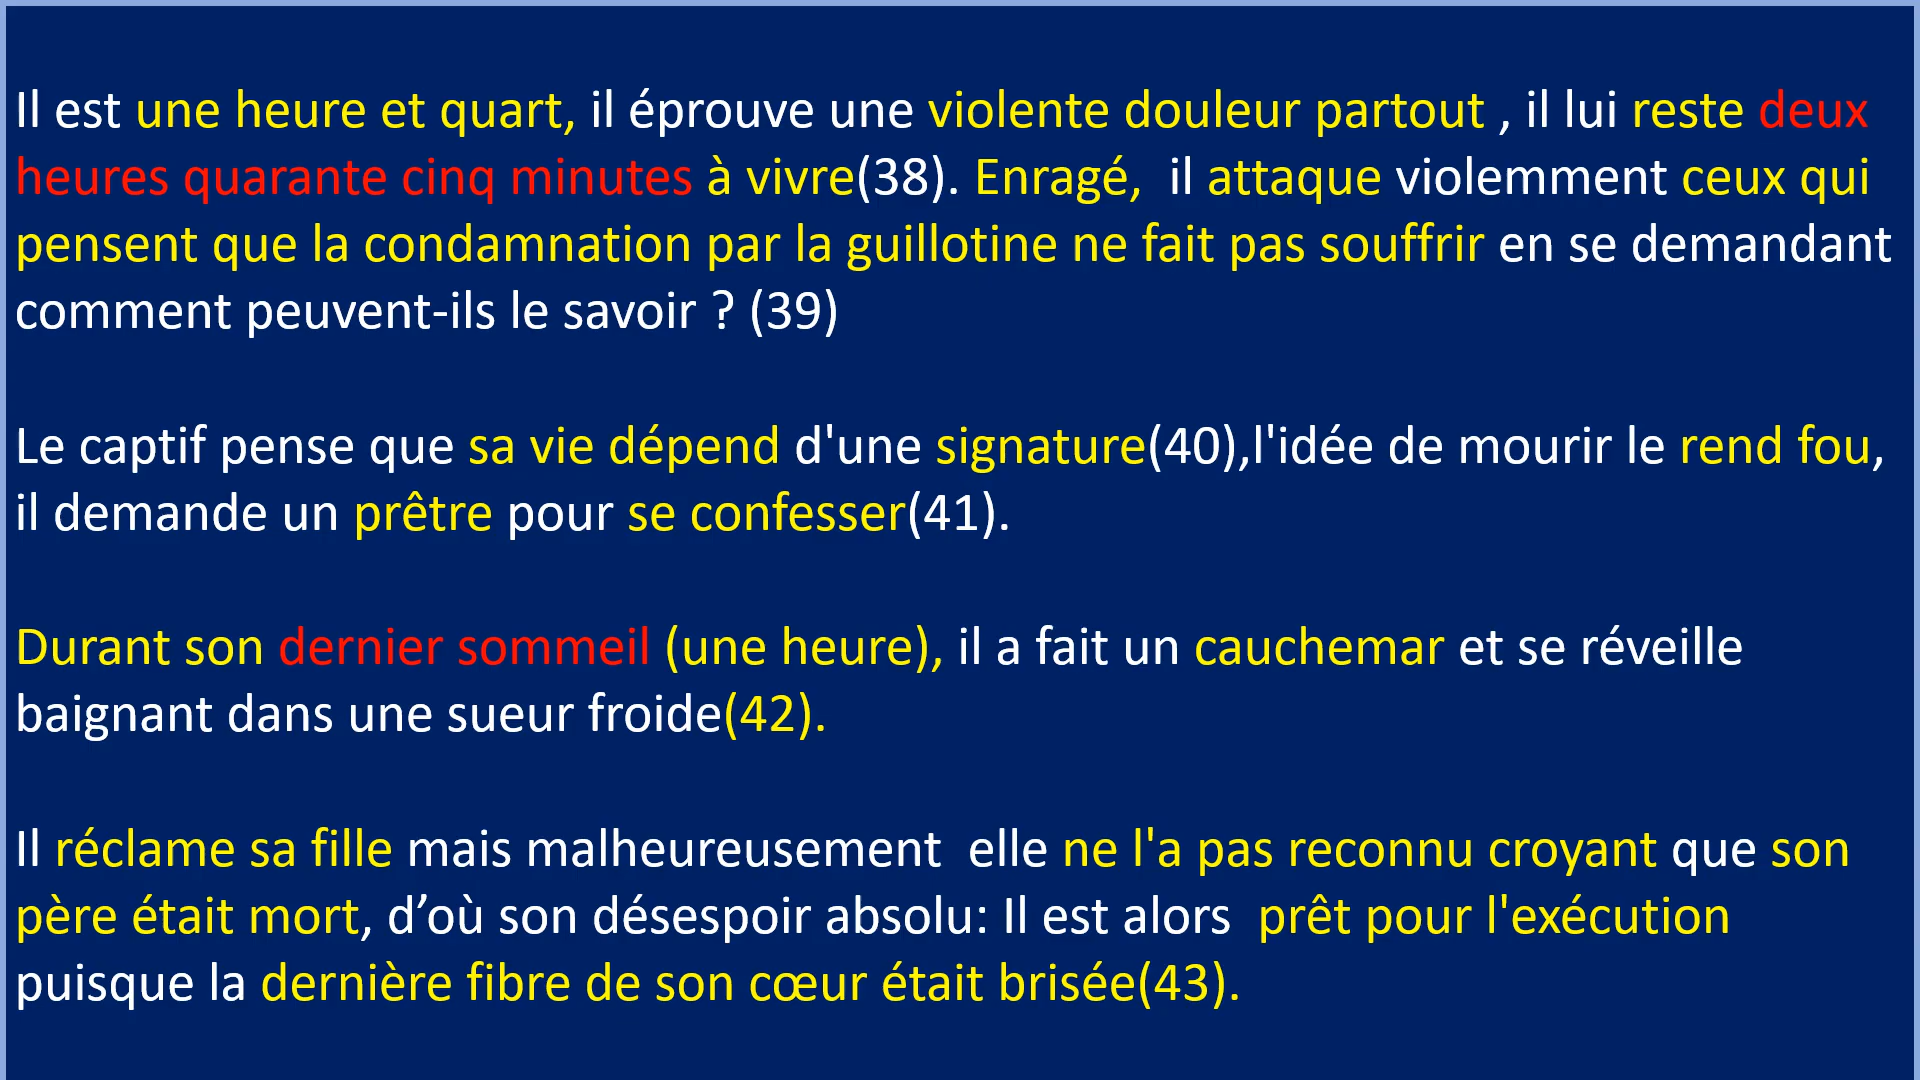 Il est une heure et quart, il éprouve une violente douleur partout , il lui reste deux
heures quarante cinq minutes à vivre(38). Enragé,  il attaque violemment ceux qui
pensent que la condamnation par la guillotine ne fait pas souffrir en se demandant
comment peuvent-ils le savoir ? (39)
Le captif pense que sa vie dépend d'une signature(40),l'idée de mourir le rend fou,
il demande un prêtre pour se confesser(41).
Durant son dernier sommeil (une heure), il a fait un cauchemar et se réveille
baignant dans une sueur froide(42).
Il réclame sa fille mais malheureusement  elle ne l'a pas reconnu croyant que son
père était mort, d’où son désespoir absolu: Il est alors  prêt pour l'exécution
puisque la dernière fibre de son cœur était brisée(43).